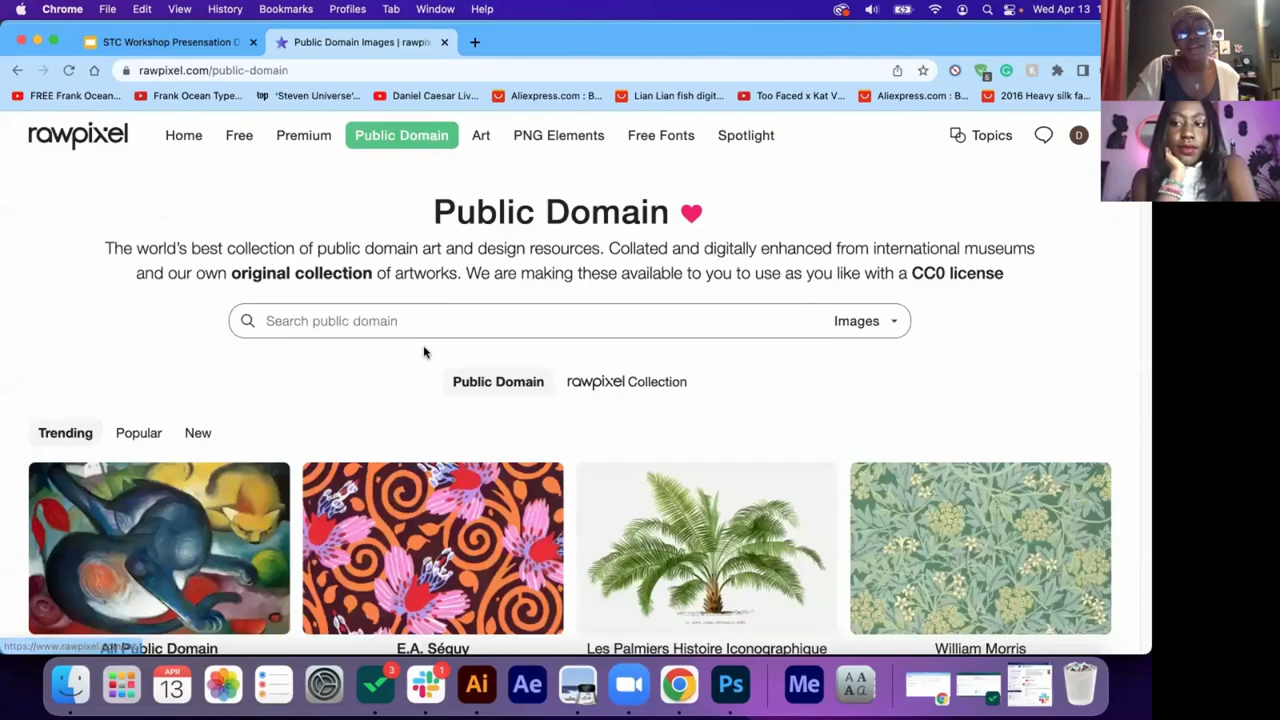 Chrome File Edit View History Bookmarks Profiles Tab Window Help Wed Apr 13
STC Workshop Presensation D
Public Domain Images | rawpix
rawpixel.com/public-domain
FREE Frank Ocean... Frank Ocean Type... 'Steven Universe'... Daniel Caesar Liv... Aliexpress.com : B... Lian Lian fish digit... Too Faced x Kat V... Aliexpress.com : B... 2016 Heavy silk fa...
rawpixel Home Free Premium Public Domain Art PNG Elements Free Fonts Spotlight Topics D
Public Domain
The world's best collection of public domain art and design resources. Collated and digitally enhanced from international museums
and our own original collection of artworks. We are making these available to you to use as you like with a CC0 license
Search public domain Images
Public Domain rawpixel Collection
Trending Popular New
Public Domain E.A. Séguy Les Palmiers Histoire Iconographique William Morris
APR
13
3
1
Ai Ae Ps Me